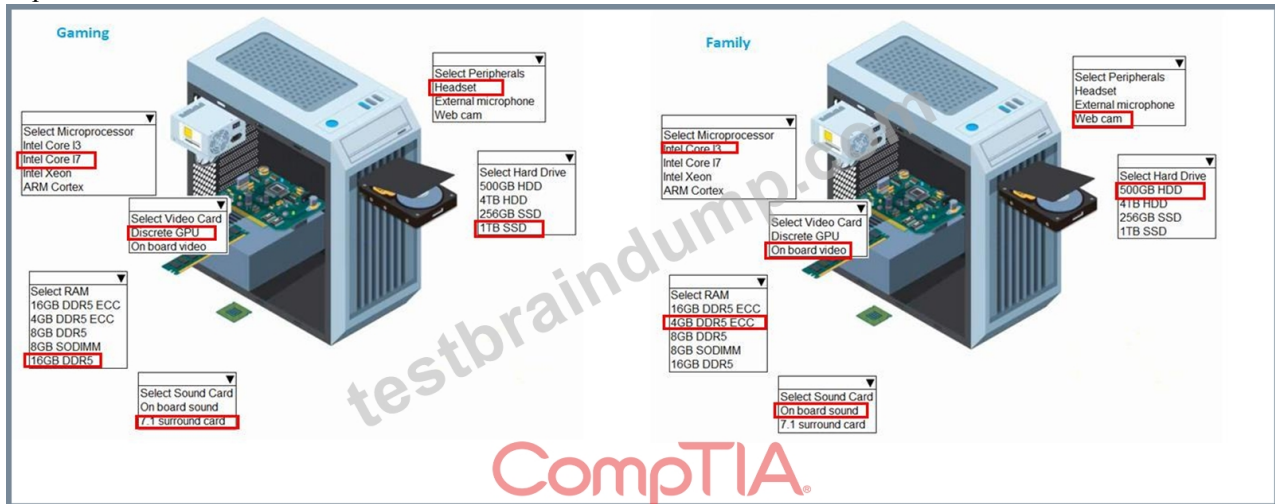 Gaming
Select Peripherals
Headset
External microphone
Web cam
Select Microprocessor
Intel Core I3
Intel Core I7
Intel Xeon
ARM Cortex
Select Hard Drive
500GB HDD
4TB HDD
256GB SSD
1TB SSD
Select Video Card
Discrete GPU
On board video
Select RAM
16GB DDR5 ECC
4GB DDR5 ECC
8GB DDR5
8GB SODIMM
16GB DDR5
Select Sound Card
On board sound
7.1 surround card
Family
Select Peripherals
Headset
External microphone
Web cam
Select Microprocessor
Intel Core I3
Intel Core I7
Intel Xeon
ARM Cortex
Select Hard Drive
500GB HDD
4TB HDD
256GB SSD
1TB SSD
Select Video Card
Discrete GPU
On board video
Select RAM
16GB DDR5 ECC
4GB DDR5 ECC
8GB DDR5
8GB SODIMM
16GB DDR5
Select Sound Card
On board sound
7.1 surround card
testbraindump.com
CompTIA.